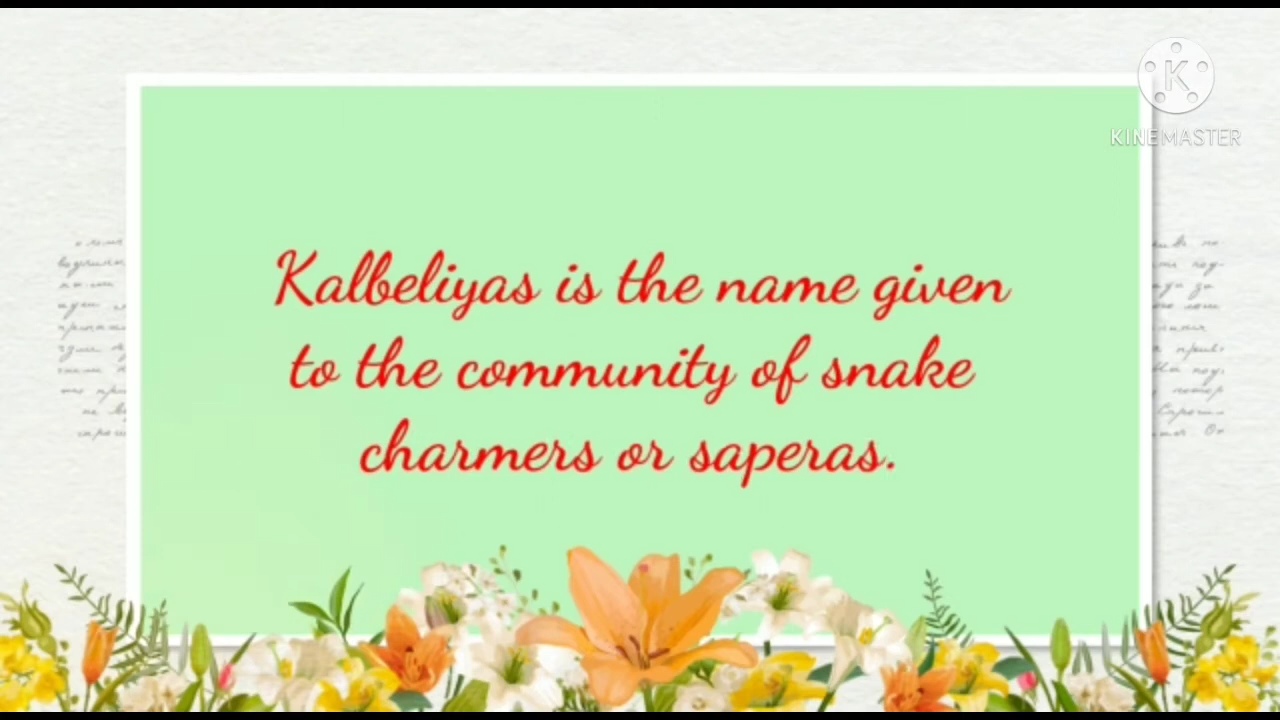 KINEMASTER
Kalbeliyas is the name given
to the community of snake
charmers or saperas.